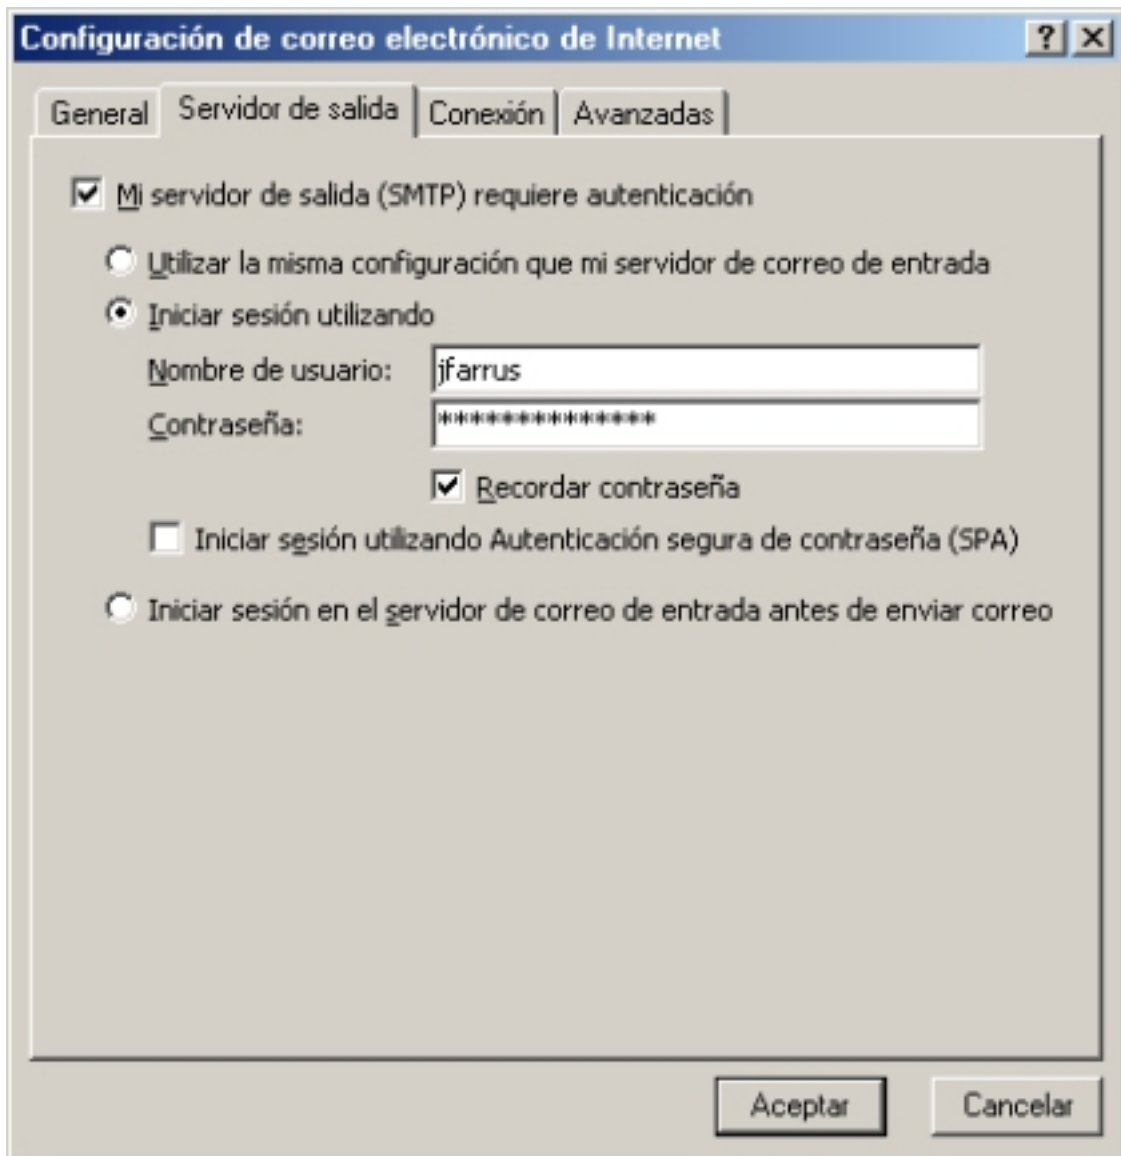 Configuración de correo electrónico de Internet
General Servidor de salida Conexión Avanzadas
Mi servidor de salida (SMTP) requiere autenticación
Utilizar la misma configuración que mi servidor de correo de entrada
Iniciar sesión utilizando
Nombre de usuario: jfarrus
Contraseña: **************
Recordar contraseña
Iniciar sesión utilizando Autenticación segura de contraseña (SPA)
Iniciar sesión en el servidor de correo de entrada antes de enviar correo
Aceptar Cancelar